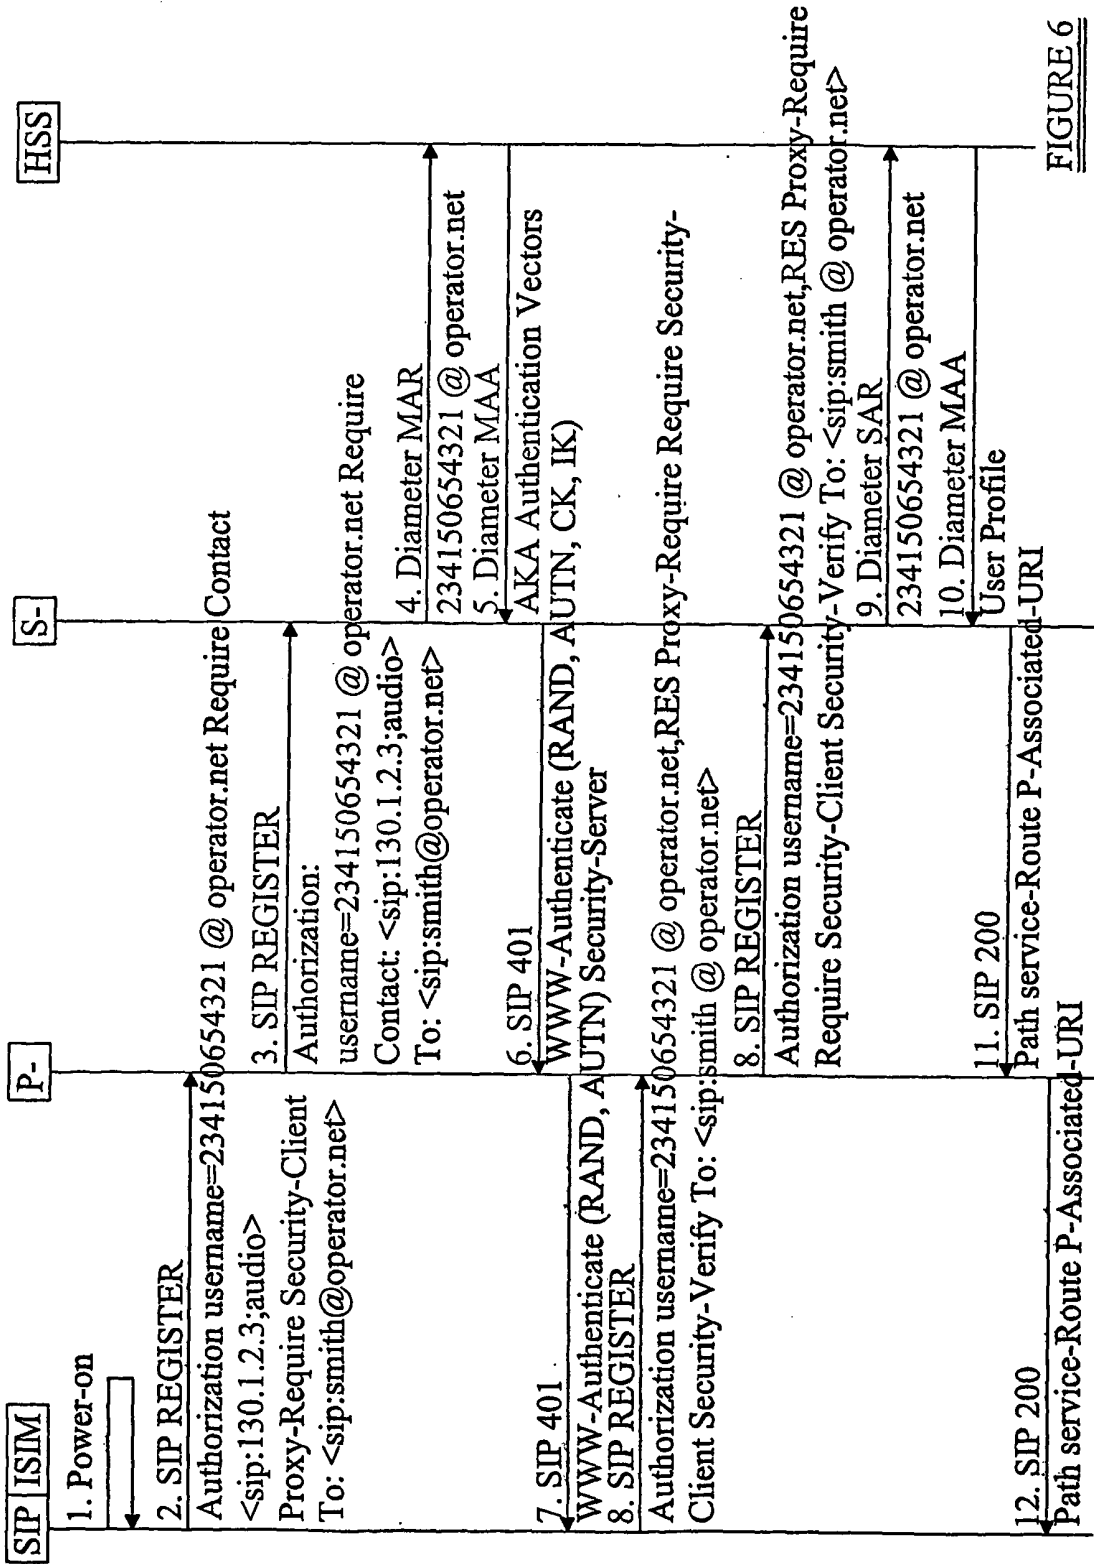 SIP ISIM
P-
S-
HSS
1. Power-on
2. SIP REGISTER
Authorization username=234150654321 @ operator.net Require Contact
<sip:130.1.2.3;audio>
Proxy-Require Security-Client
To: <sip:smith@operator.net>
3. SIP REGISTER
Authorization:
username=234150654321 @ operator.net Require
Contact: <sip:130.1.2.3;audio>
To: <sip:smith@operator.net>
4. Diameter MAR
234150654321 @ operator.net
5. Diameter MAA
AKA Authentication Vectors
6. SIP 401
WWW-Authenticate (RAND, AUTN, CK, IK)
7. SIP 401
WWW-Authenticate (RAND, AUTN) Security-Server
8. SIP REGISTER
Authorization username=234150654321 @ operator.net,RES Proxy-Require Require Security-
Client Security-Verify To: <sip:smith @ operator.net>
8. SIP REGISTER
Authorization username=234150654321 @ operator.net,RES Proxy-Require
Require Security-Client Security-Verify To: <sip:smith @ operator.net>
9. Diameter SAR
234150654321 @ operator.net
10. Diameter MAA
User Profile
11. SIP 200
Path service-Route P-Associated-URI
12. SIP 200
Path service-Route P-Associated-URI
FIGURE 6